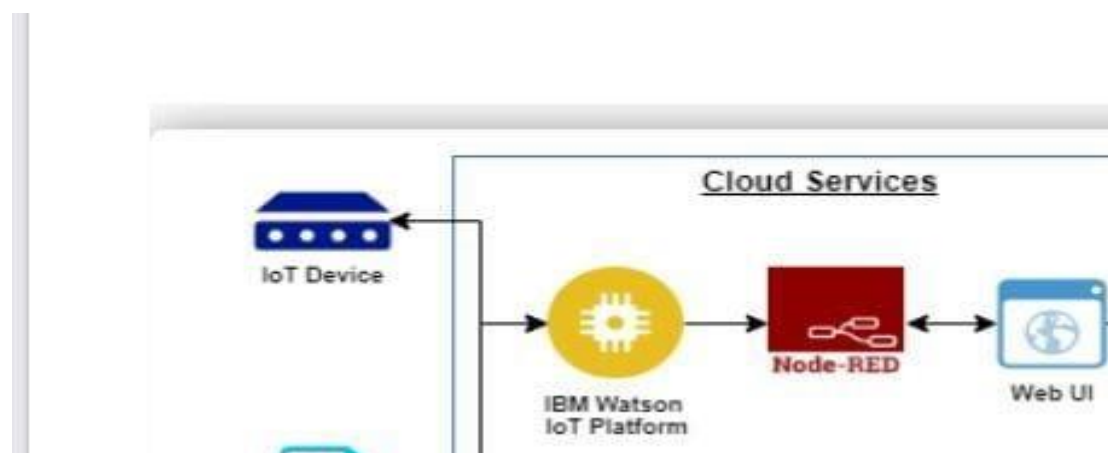 Cloud Services
IoT Device
Node-RED
Web UI
IBM Watson
IoT Platform